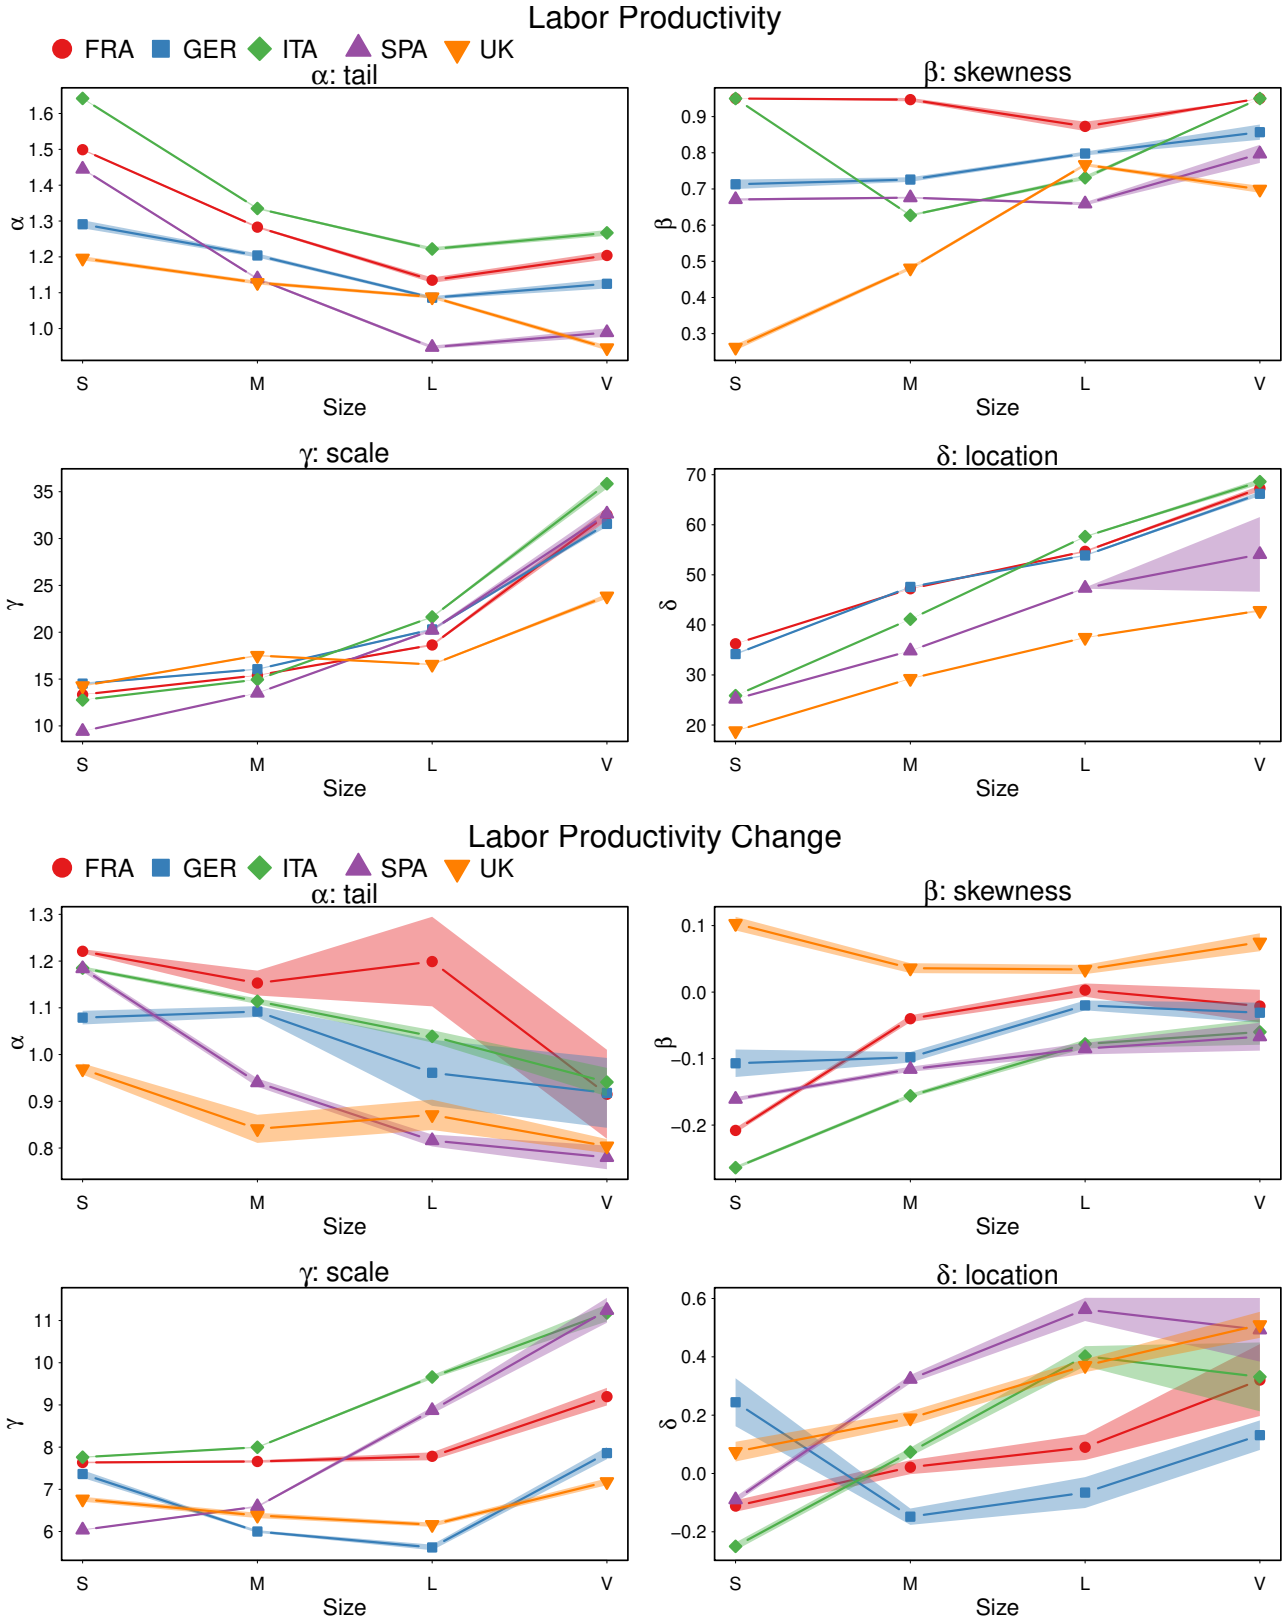 Labor Productivity
FRA GER ITA SPA UK
α: tail
1.6
1.5
1.4
1.3
1.2
1.1
1.0
α
S M L V
Size
β: skewness
0.9
0.8
0.7
0.6
0.5
0.4
0.3
β
S M L V
Size
γ: scale
35
30
25
20
15
10
γ
S M L V
Size
δ: location
70
60
50
40
30
20
δ
S M L V
Size
Labor Productivity Change
FRA GER ITA SPA UK
α: tail
1.3
1.2
1.1
1.0
0.9
0.8
α
S M L V
Size
β: skewness
0.1
0.0
−0.1
−0.2
β
S M L V
Size
γ: scale
11
10
9
8
7
6
γ
S M L V
Size
δ: location
0.6
0.4
0.2
0.0
−0.2
δ
S M L V
Size